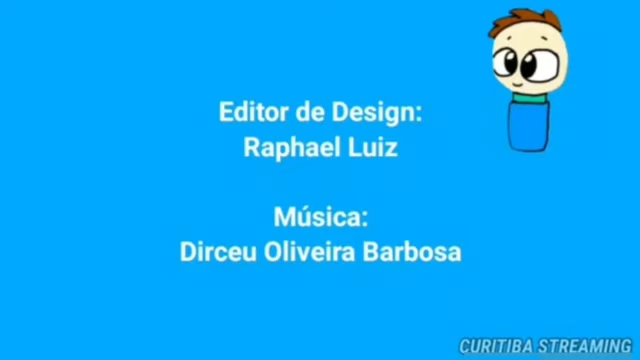 Editor de Design:
Raphael Luiz
Música:
Dirceu Oliveira Barbosa
CURITIBA STREAMING